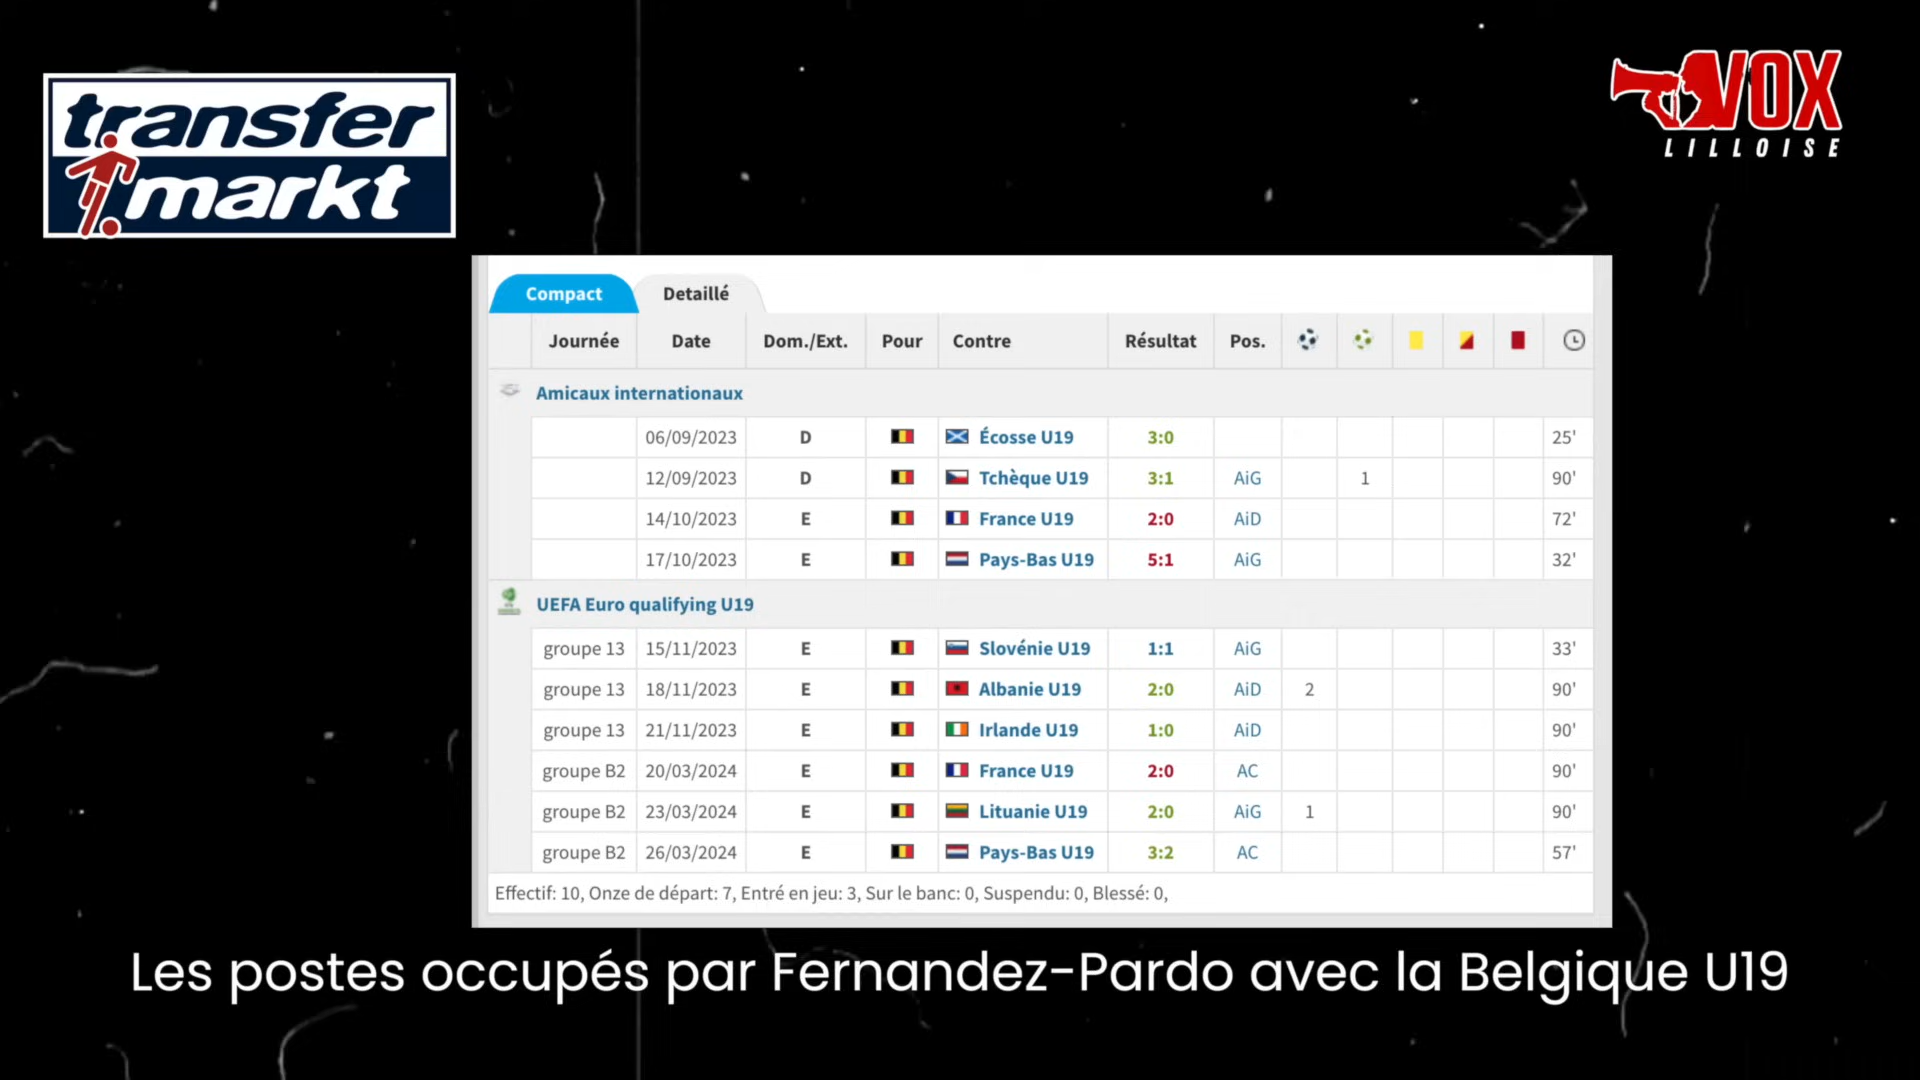 transfer
markt
VOX
LILLOISE
Compact Detaillé
Journée Date Dom./Ext. Pour Contre Résultat Pos.
Amicaux internationaux
06/09/2023 D Écosse U19 3:0 25'
12/09/2023 D Tchèque U19 3:1 AiG 1 90'
14/10/2023 E France U19 2:0 AiD 72'
17/10/2023 E Pays-Bas U19 5:1 AiG 32'
UEFA Euro qualifying U19
groupe 13 15/11/2023 E Slovénie U19 1:1 AiG 33'
groupe 13 18/11/2023 E Albanie U19 2:0 AiD 2 90'
groupe 13 21/11/2023 E Irlande U19 1:0 AiD 90'
groupe B2 20/03/2024 E France U19 2:0 AC 90'
groupe B2 23/03/2024 E Lituanie U19 2:0 AiG 1 90'
groupe B2 26/03/2024 E Pays-Bas U19 3:2 AC 57'
Effectif: 10, Onze de départ: 7, Entré en jeu: 3, Sur le banc: 0, Suspendu: 0, Blessé: 0,
Les postes occupés par Fernandez-Pardo avec la Belgique U19